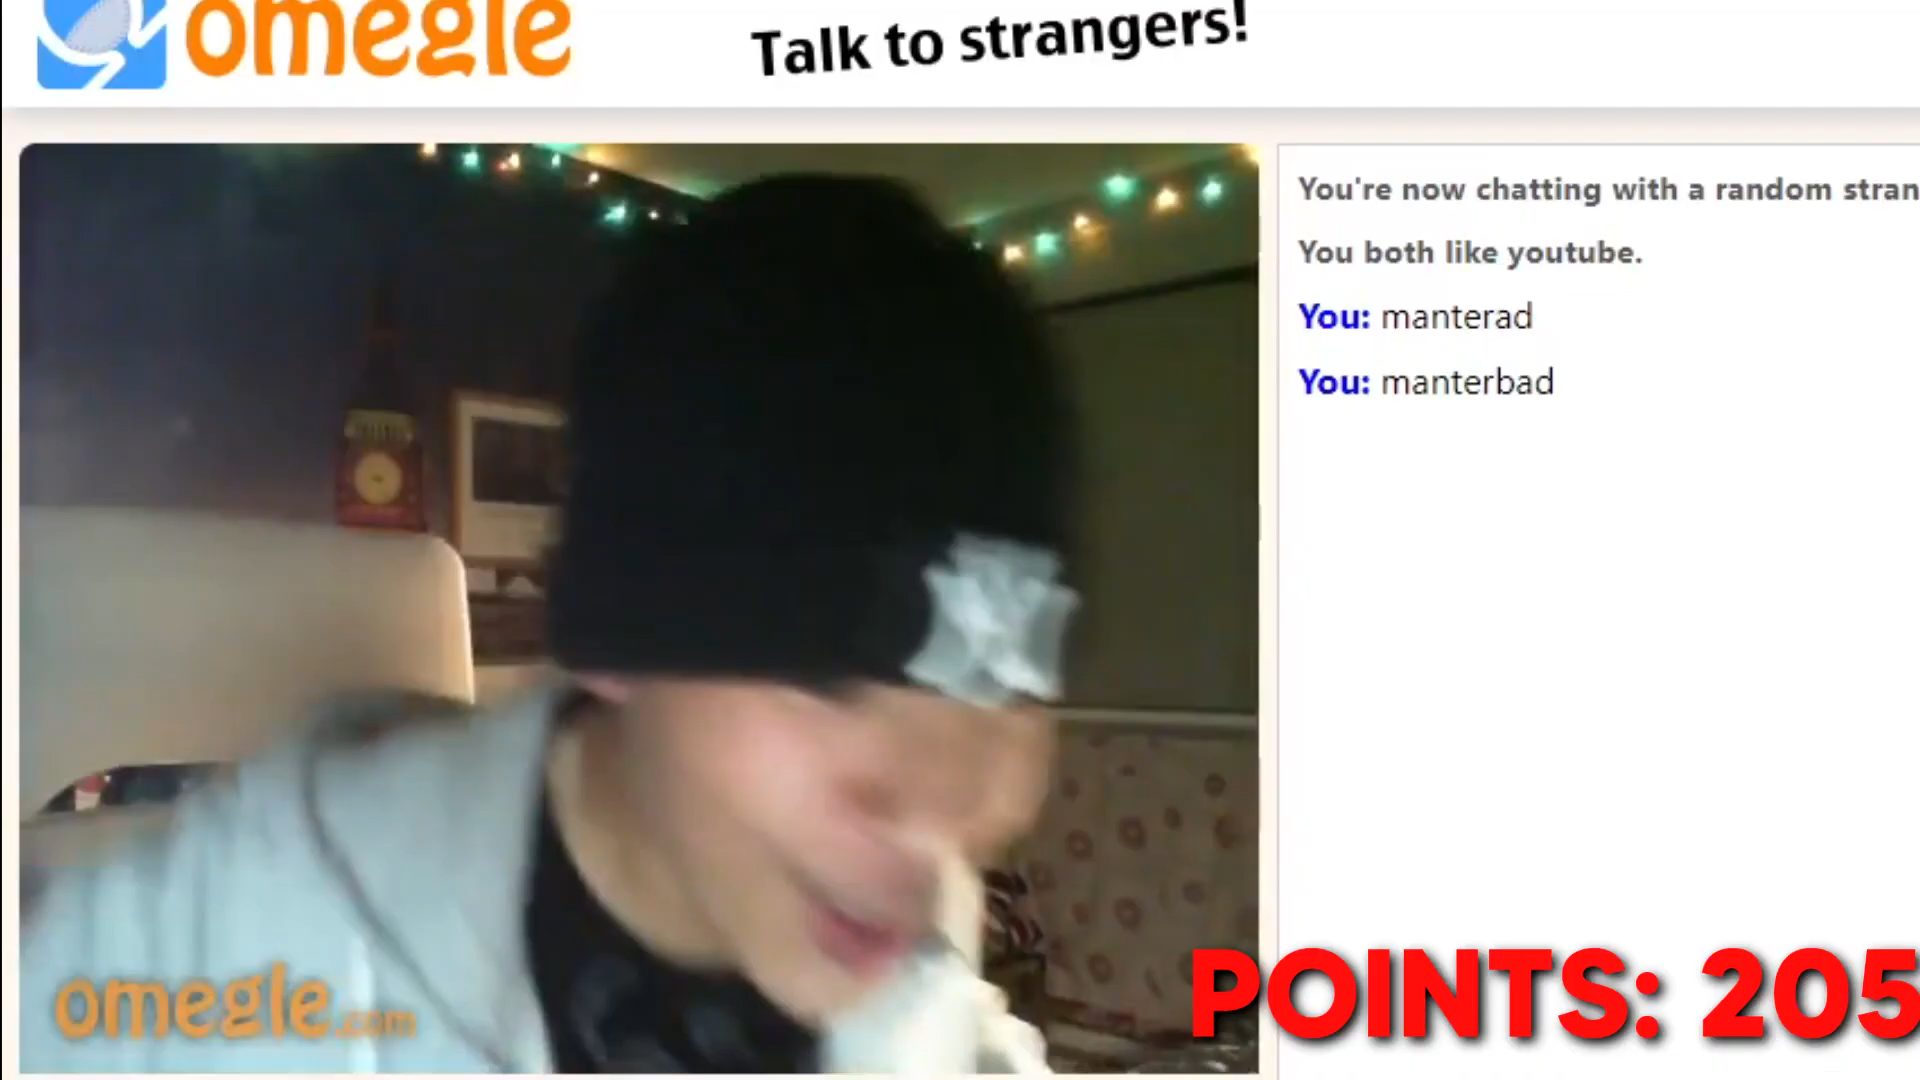 omegle
Talk to strangers!
You're now chatting with a random stran
You both like youtube.
You: manterad
You: manterbad
omegle.com
POINTS: 205